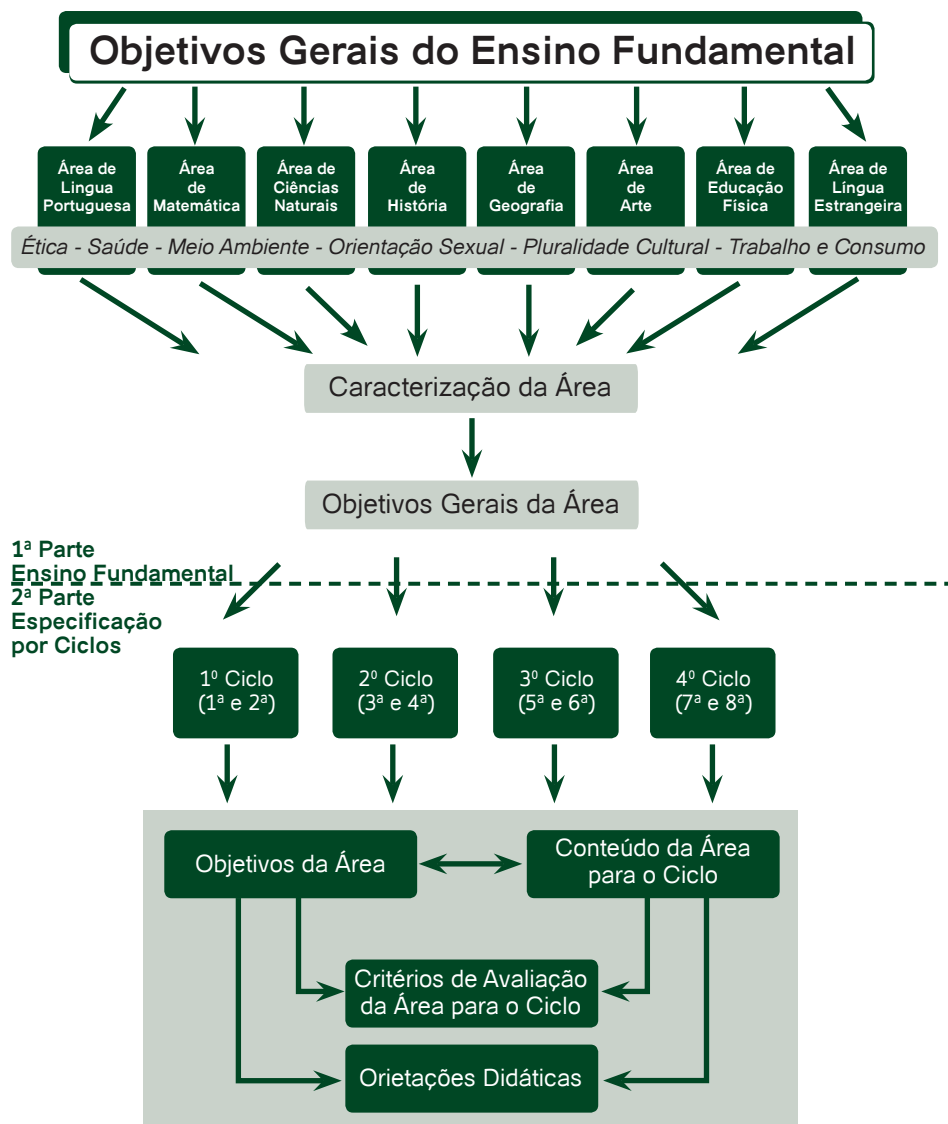 Objetivos Gerais do Ensino Fundamental
Área de
Lingua
Portuguesa
Área
de
Matemática
Área de
Ciências
Naturais
Área
de
História
Área
de
Geografia
Área
de
Arte
Área de
Educação
Física
Área de
Língua
Estrangeira
Ética - Saúde - Meio Ambiente - Orientação Sexual - Pluralidade Cultural - Trabalho e Consumo
Caracterização da Área
Objetivos Gerais da Área
1ª Parte
Ensino Fundamental
2ª Parte
Especificação
por Ciclos
1º Ciclo
(1ª e 2ª)
2º Ciclo
(3ª e 4ª)
3º Ciclo
(5ª e 6ª)
4º Ciclo
(7ª e 8ª)
Objetivos da Área
Conteúdo da Área
para o Ciclo
Critérios de Avaliação
da Área para o Ciclo
Orietações Didáticas